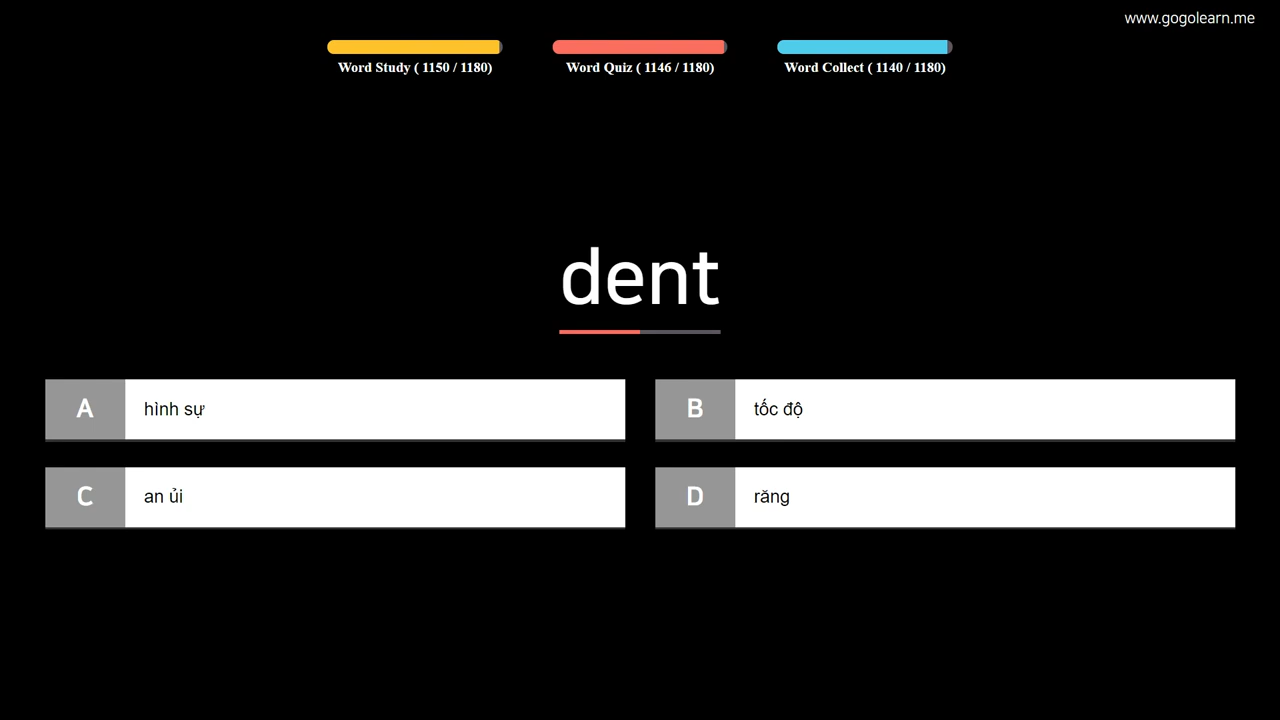 www.gogolearn.me
Word Study ( 1150 / 1180) Word Quiz ( 1146 / 1180) Word Collect ( 1140 / 1180)
dent
A hình sự
B tốc độ
C an ủi
D răng